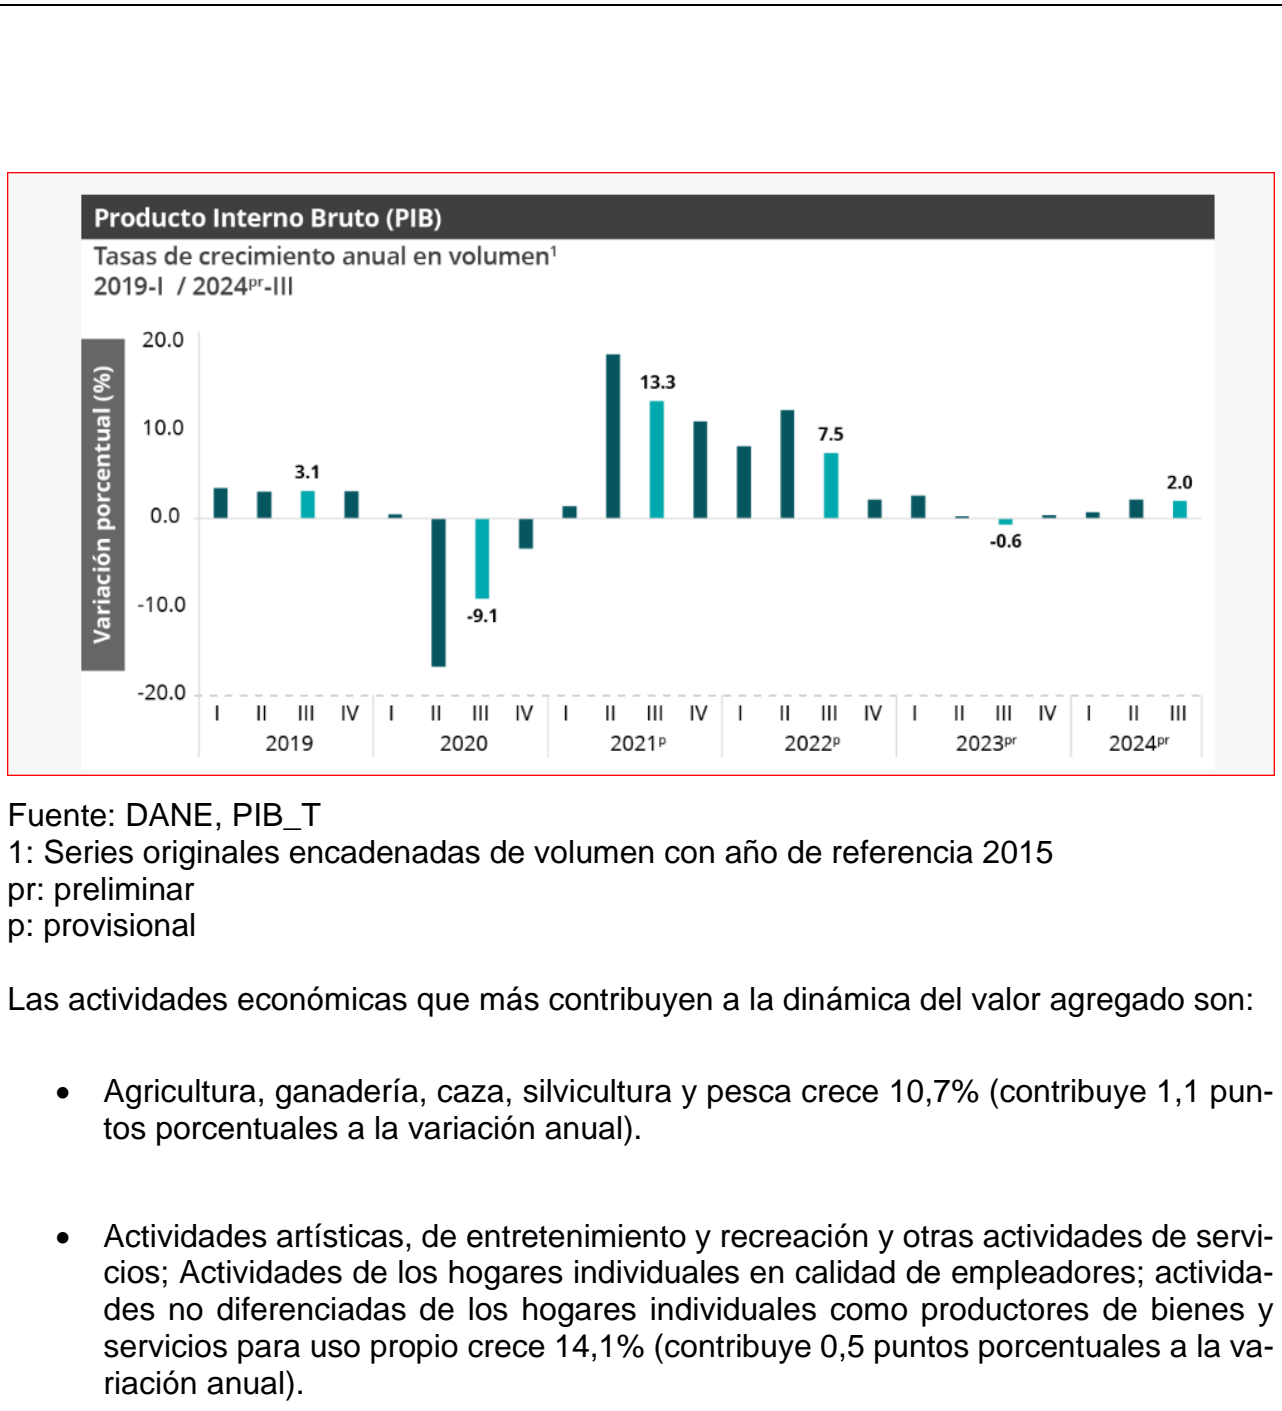 Producto Interno Bruto (PIB)
Tasas de crecimiento anual en volumen¹
2019-I / 2024ᵖʳ-III
Variación porcentual (%)
20.0
10.0
0.0
-10.0
-20.0
3.1
-9.1
13.3
7.5
-0.6
2.0
I II III IV I II III IV I II III IV I II III IV I II III IV I II III
2019 2020 2021ᵖ 2022ᵖ 2023ᵖʳ 2024ᵖʳ
Fuente: DANE, PIB_T
1: Series originales encadenadas de volumen con año de referencia 2015
pr: preliminar
p: provisional
Las actividades económicas que más contribuyen a la dinámica del valor agregado son:
• Agricultura, ganadería, caza, silvicultura y pesca crece 10,7% (contribuye 1,1 pun-
tos porcentuales a la variación anual).
• Actividades artísticas, de entretenimiento y recreación y otras actividades de servi-
cios; Actividades de los hogares individuales en calidad de empleadores; activida-
des no diferenciadas de los hogares individuales como productores de bienes y
servicios para uso propio crece 14,1% (contribuye 0,5 puntos porcentuales a la va-
riación anual).